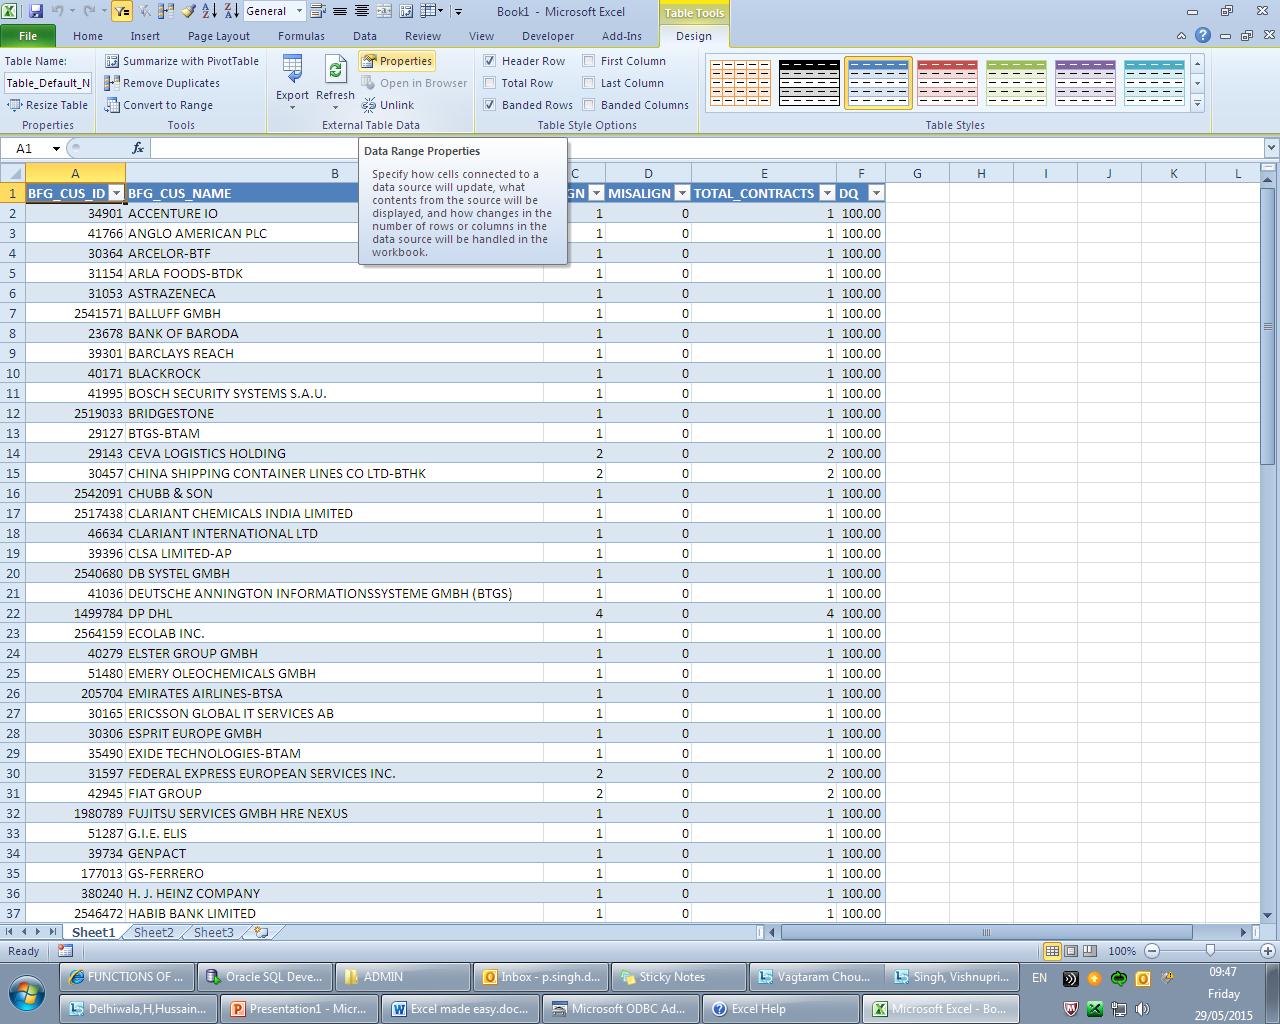 General
Book1 - Microsoft Excel
Table Tools
File Home Insert Page Layout Formulas Data Review View Developer Add-Ins Design
Table Name:
Table_Default_N
Resize Table
Properties
Summarize with PivotTable
Remove Duplicates
Convert to Range
Tools
Export
Refresh
Properties
Open in Browser
Unlink
External Table Data
Header Row
Total Row
Banded Rows
First Column
Last Column
Banded Columns
Table Style Options
Table Styles
A1 fx
Data Range Properties
Specify how cells connected to a
data source will update, what
contents from the source will be
displayed, and how changes in the
number of rows or columns in the
data source will be handled in the
workbook.
A B C D E F G H I J K L
1 BFG_CUS_ID BFG_CUS_NAME GN MISALIGN TOTAL_CONTRACTS DQ
2 34901 ACCENTURE IO 1 0 1 100.00
3 41766 ANGLO AMERICAN PLC 1 0 1 100.00
4 30364 ARCELOR-BTF 1 0 1 100.00
5 31154 ARLA FOODS-BTDK 1 0 1 100.00
6 31053 ASTRAZENECA 1 0 1 100.00
7 2541571 BALLUFF GMBH 1 0 1 100.00
8 23678 BANK OF BARODA 1 0 1 100.00
9 39301 BARCLAYS REACH 1 0 1 100.00
10 40171 BLACKROCK 1 0 1 100.00
11 41995 BOSCH SECURITY SYSTEMS S.A.U. 1 0 1 100.00
12 2519033 BRIDGESTONE 1 0 1 100.00
13 29127 BTGS-BTAM 1 0 1 100.00
14 29143 CEVA LOGISTICS HOLDING 2 0 2 100.00
15 30457 CHINA SHIPPING CONTAINER LINES CO LTD-BTHK 2 0 2 100.00
16 2542091 CHUBB & SON 1 0 1 100.00
17 2517438 CLARIANT CHEMICALS INDIA LIMITED 1 0 1 100.00
18 46634 CLARIANT INTERNATIONAL LTD 1 0 1 100.00
19 39396 CLSA LIMITED-AP 1 0 1 100.00
20 2540680 DB SYSTEL GMBH 1 0 1 100.00
21 41036 DEUTSCHE ANNINGTON INFORMATIONSSYSTEME GMBH (BTGS) 1 0 1 100.00
22 1499784 DP DHL 4 0 4 100.00
23 2564159 ECOLAB INC. 1 0 1 100.00
24 40279 ELSTER GROUP GMBH 1 0 1 100.00
25 51480 EMERY OLEOCHEMICALS GMBH 1 0 1 100.00
26 205704 EMIRATES AIRLINES-BTSA 1 0 1 100.00
27 30165 ERICSSON GLOBAL IT SERVICES AB 1 0 1 100.00
28 30306 ESPRIT EUROPE GMBH 1 0 1 100.00
29 35490 EXIDE TECHNOLOGIES-BTAM 1 0 1 100.00
30 31597 FEDERAL EXPRESS EUROPEAN SERVICES INC. 2 0 2 100.00
31 42945 FIAT GROUP 2 0 2 100.00
32 1980789 FUJITSU SERVICES GMBH HRE NEXUS 1 0 1 100.00
33 51287 G.I.E. ELIS 1 0 1 100.00
34 39734 GENPACT 1 0 1 100.00
35 177013 GS-FERRERO 1 0 1 100.00
36 380240 H. J. HEINZ COMPANY 1 0 1 100.00
37 2546472 HABIB BANK LIMITED 1 0 1 100.00
Sheet1 Sheet2 Sheet3
Ready 100%
FUNCTIONS OF ... Oracle SQL Deve... ADMIN Inbox - p.singh.d... Sticky Notes Vagtaram Chou... Singh, Vishnupri... EN 09:47
Friday
Delhiwala,H,Hussain... Presentation1 - Micr... Excel made easy.doc... Microsoft ODBC Ad... Excel Help Microsoft Excel - Bo... 29/05/2015